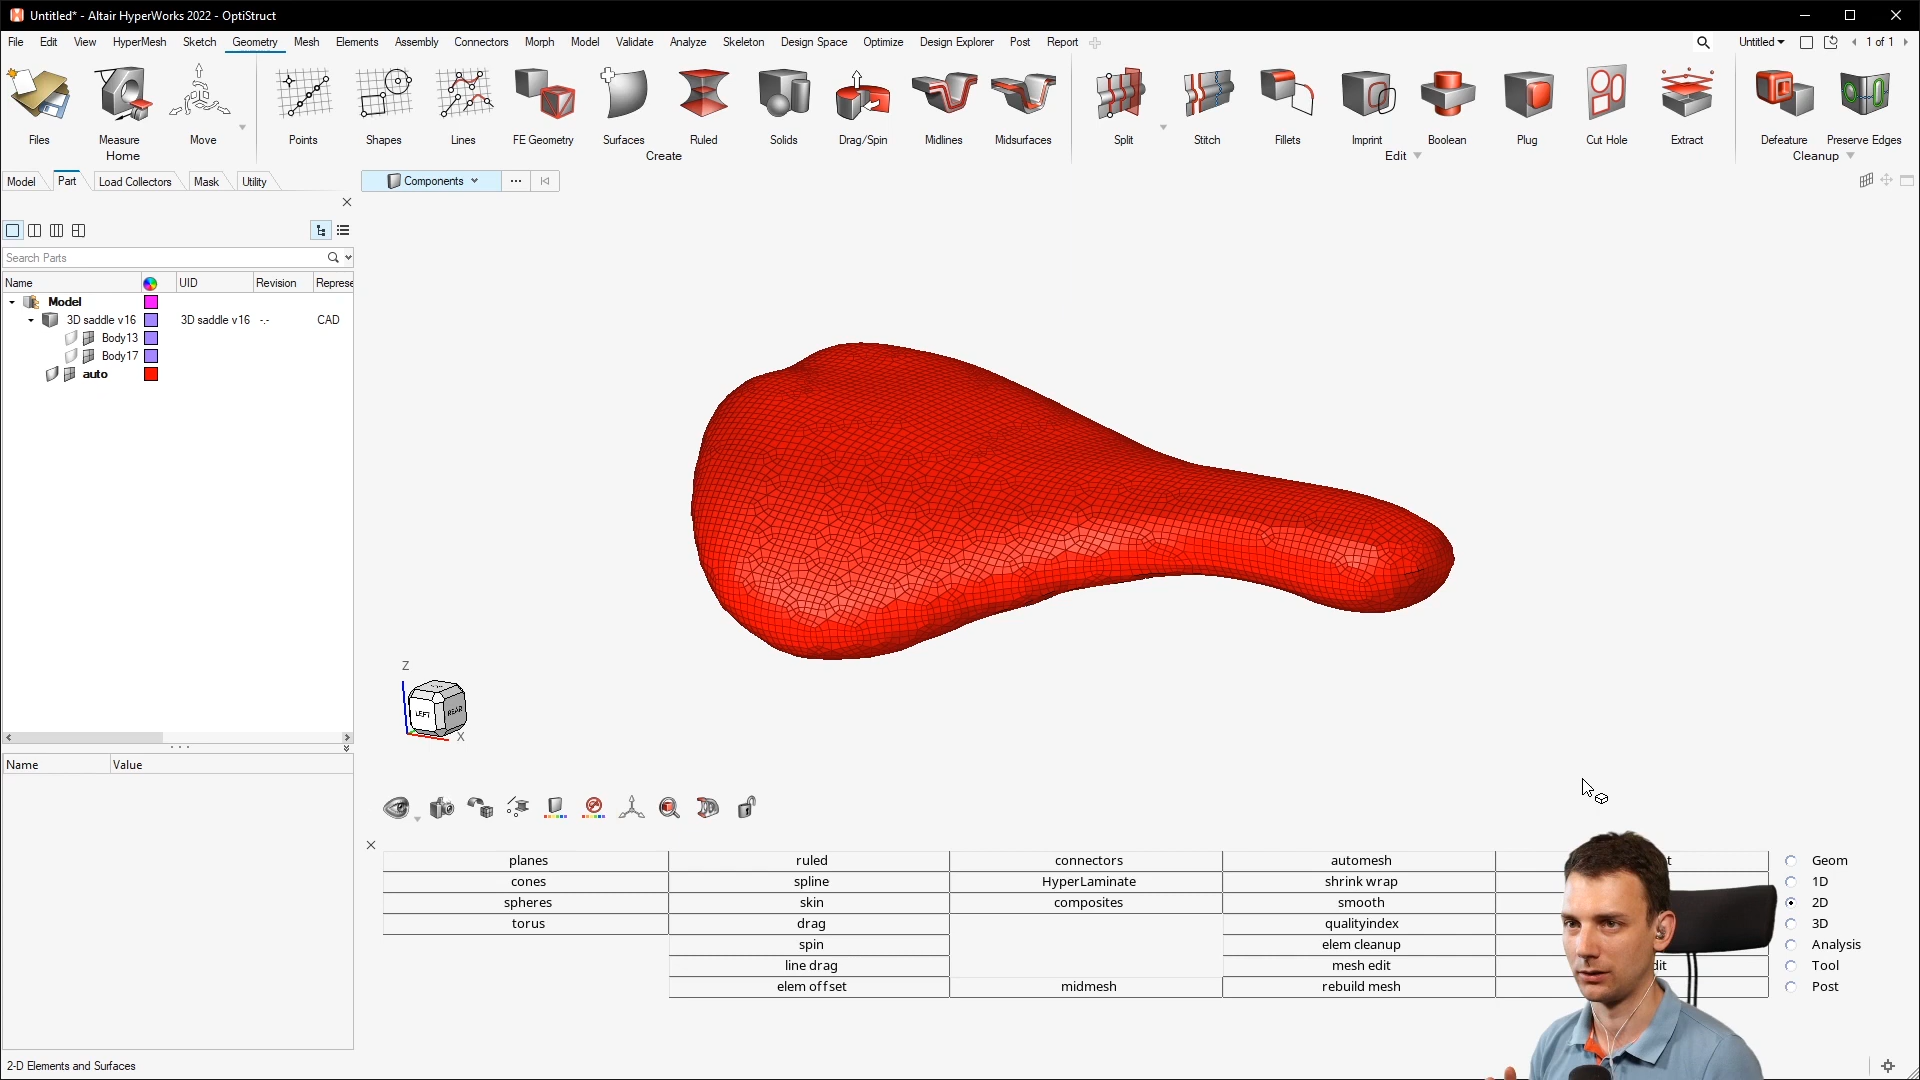 Untitled* - Altair HyperWorks 2022 - OptiStruct
File Edit View HyperMesh Sketch Geometry Mesh Elements Assembly Connectors Morph Model Validate Analyze Skeleton Design Space Optimize Design Explorer Post Report Untitled 1 of 1
Files Measure Move Points Shapes Lines FE Geometry Surfaces Ruled Solids Drag/Spin Midlines Midsurfaces Split Stitch Fillets Imprint Boolean Plug Cut Hole Extract Defeature Preserve Edges
Home Create Edit Cleanup
Model Part Load Collectors Mask Utility Components
Search Parts
Name UID Revision Represe
Model
3D saddle v16 3D saddle v16 -.- CAD
Body13
Body17
auto
Z
LEFT REAR
X
Name Value
planes ruled connectors automesh Geom
cones spline HyperLaminate shrink wrap 1D
spheres skin composites smooth 2D
torus drag qualityindex 3D
spin elem cleanup Analysis
line drag mesh edit Tool
elem offset midmesh rebuild mesh Post
2-D Elements and Surfaces